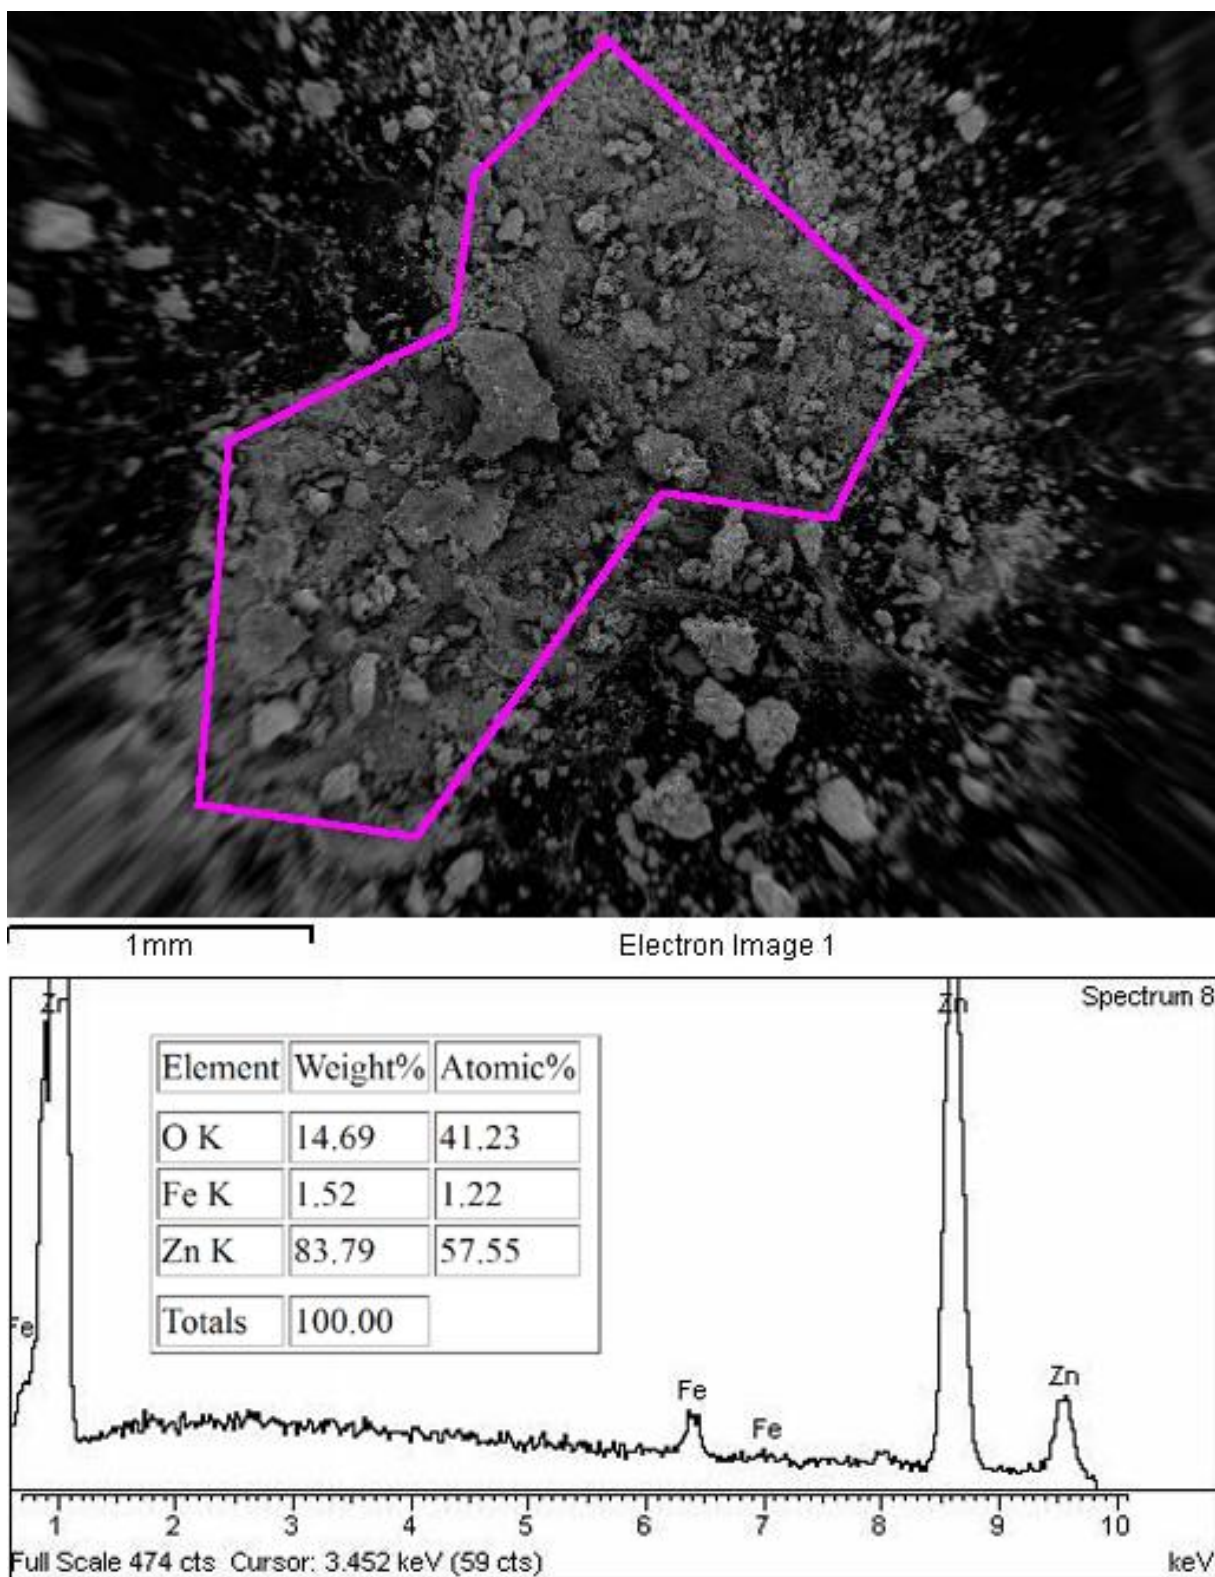 1mm
Electron Image 1
Zn
Zn
Spectrum 8
Element Weight% Atomic%
O K 14.69 41.23
Fe K 1.52 1.22
Zn K 83.79 57.55
Totals 100.00
Fe
Fe
Fe
Zn
1 2 3 4 5 6 7 8 9 10
Full Scale 474 cts Cursor: 3.452 keV (59 cts)
keV